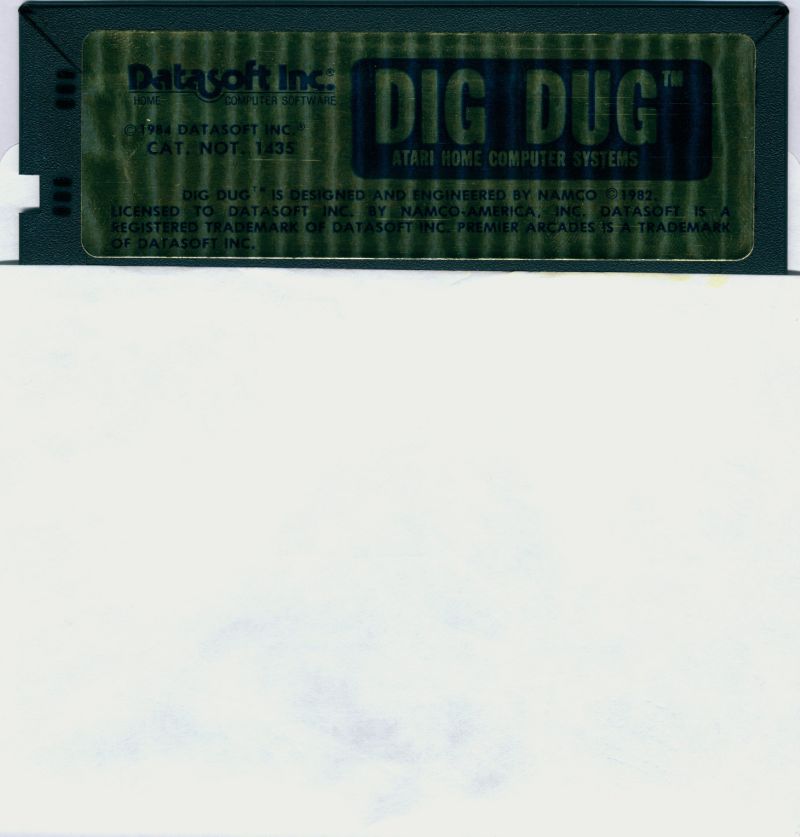 Datasoft Inc.®
HOME COMPUTER SOFTWARE
©1984 DATASOFT INC.®
CAT. NOT. 1435
DIG DUG™
ATARI HOME COMPUTER SYSTEMS
DIG DUG™ IS DESIGNED AND ENGINEERED BY NAMCO ©1982.
LICENSED TO DATASOFT INC. BY NAMCO-AMERICA, INC. DATASOFT IS A
REGISTERED TRADEMARK OF DATASOFT INC. PREMIER ARCADES IS A TRADEMARK
OF DATASOFT INC.